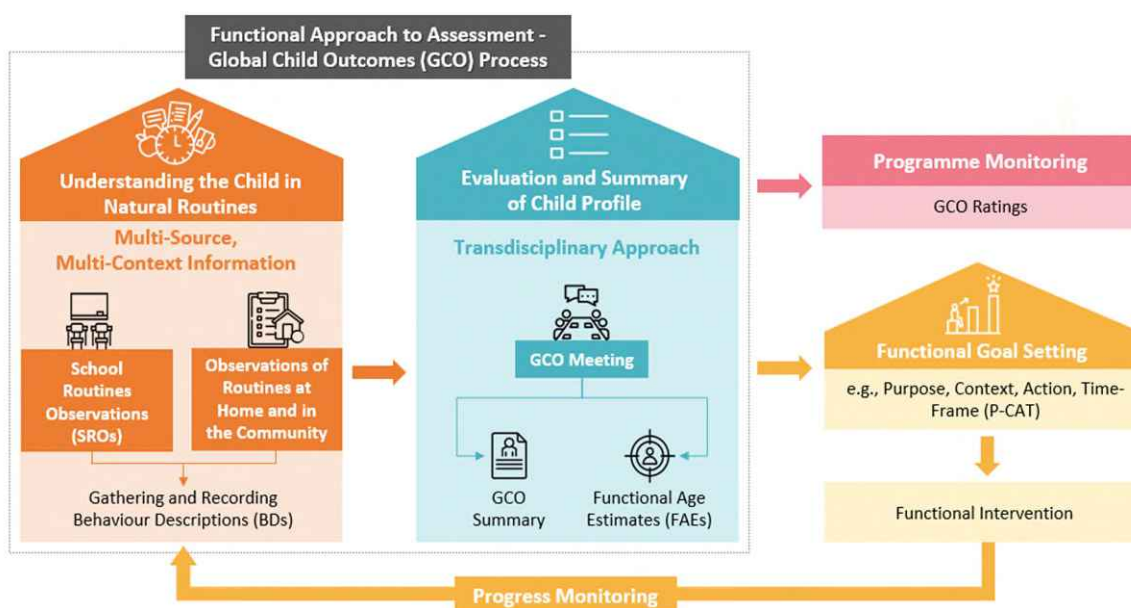 Functional Approach to Assessment -
Global Child Outcomes (GCO) Process
Understanding the Child in
Natural Routines
Multi-Source,
Multi-Context Information
School
Routines
Observations
(SROs)
Observations of
Routines at
Home and in
the Community
Gathering and Recording
Behaviour Descriptions (BDs)
Evaluation and Summary
of Child Profile
Transdisciplinary Approach
GCO Meeting
GCO
Summary
Functional Age
Estimates (FAEs)
Programme Monitoring
GCO Ratings
Functional Goal Setting
e.g., Purpose, Context, Action, Time-
Frame (P-CAT)
Functional Intervention
Progress Monitoring